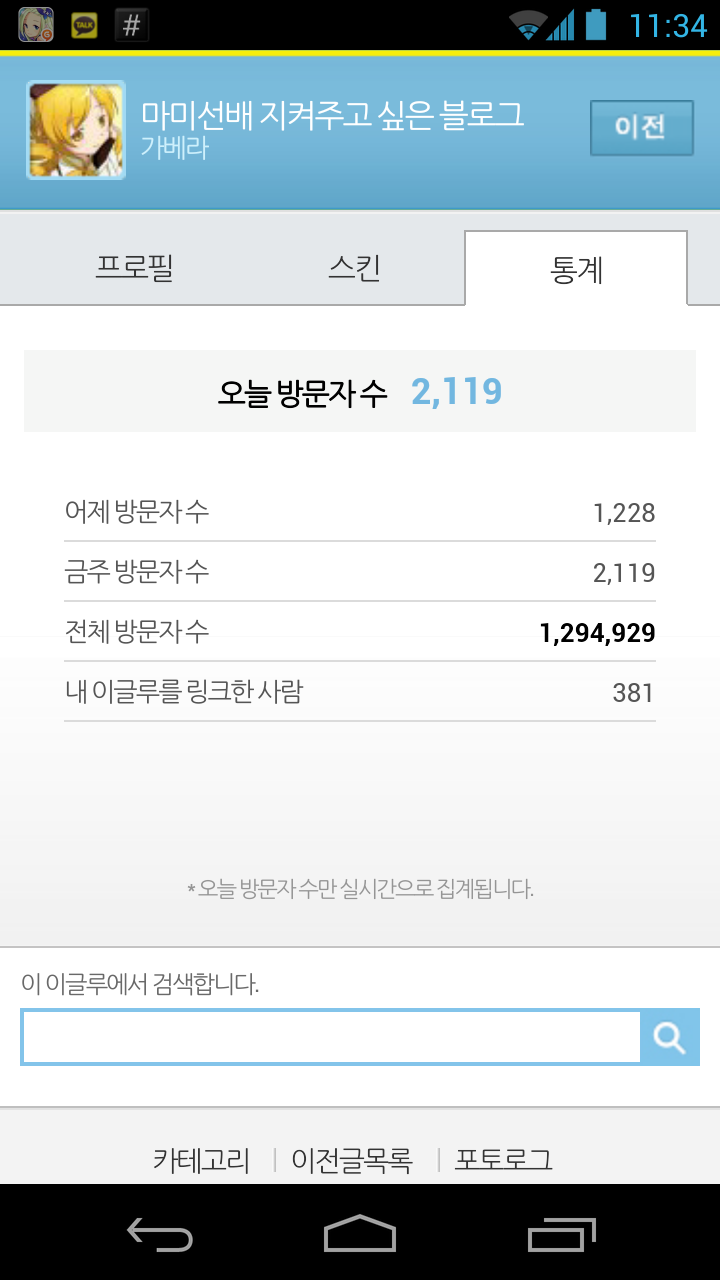 TALK # 11:34
마미선배 지켜주고 싶은 블로그
가베라
이전
프로필 스킨 통계
오늘 방문자 수 2,119
어제 방문자 수 1,228
금주 방문자 수 2,119
전체 방문자 수 1,294,929
내 이글루를 링크한 사람 381
* 오늘 방문자 수만 실시간으로 집계됩니다.
이 이글루에서 검색합니다.
카테고리 | 이전글목록 | 포토로그